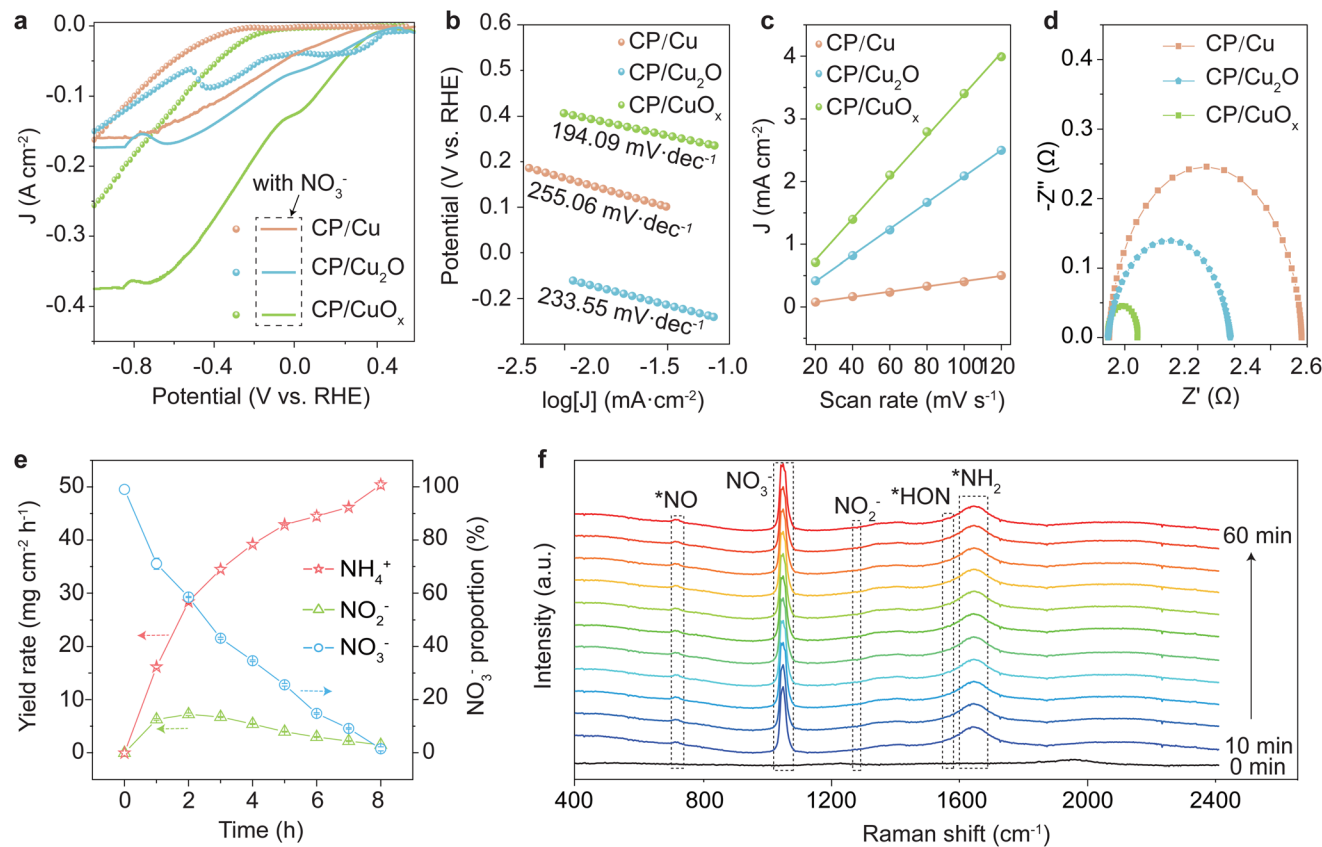 a
0.0
-0.1
-0.2
-0.3
-0.4
J (A cm⁻²)
with NO₃⁻
CP/Cu
CP/Cu₂O
CP/CuOₓ
-0.8
-0.4
0.0
0.4
Potential (V vs. RHE)
b
0.6
0.5
0.4
0.2
0.1
0.0
-0.2
Potential (V vs. RHE)
CP/Cu
CP/Cu₂O
CP/CuOₓ
194.09 mV·dec⁻¹
255.06 mV·dec⁻¹
233.55 mV·dec⁻¹
-2.5
-2.0
-1.5
-1.0
log[J] (mA·cm⁻²)
c
4
3
2
1
0
J (mA cm⁻²)
CP/Cu
CP/Cu₂O
CP/CuOₓ
20
40
60
80
100
120
Scan rate (mV s⁻¹)
d
0.4
0.3
0.2
0.1
0.0
-Z'' (Ω)
CP/Cu
CP/Cu₂O
CP/CuOₓ
2.0
2.2
2.4
2.6
Z' (Ω)
e
50
40
30
20
10
0
Yield rate (mg cm⁻² h⁻¹)
NH₄⁺
NO₂⁻
NO₃⁻
100
80
60
40
20
0
NO₃⁻ proportion (%)
0
2
4
6
8
Time (h)
f
Intensity (a.u.)
*NO
NO₃⁻
NO₂⁻
*HON
*NH₂
60 min
10 min
0 min
400
800
1200
1600
2000
2400
Raman shift (cm⁻¹)